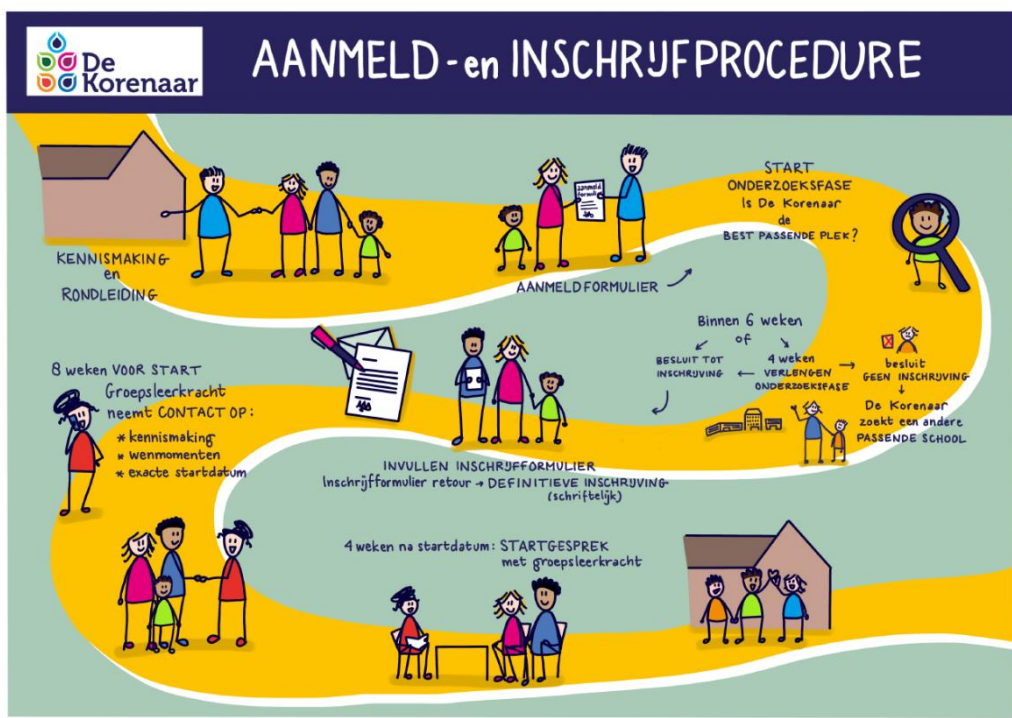 De
Korenaar
AANMELD-en INSCHRIJFPROCEDURE
KENNISMAKING
en
RONDLEIDING
aanmeld
formulier
AANMELDFORMULIER
START
ONDERZOEKSFASE
Is De Korenaar
de
BEST PASSENDE PLEK?
Binnen 6 weken
of
BESLUIT TOT
INSCHRIJVING
4 weken
VERLENGEN
ONDERZOEKSFASE
besluit
GEEN INSCHRIJVING
De Korenaar
zoekt een andere
PASSENDE SCHOOL
INVULLEN INSCHRIJFFORMULIER
Inschrijfformulier retour → DEFINITIEVE INSCHRIJVING
(schriftelijk)
8 weken VOOR START
Groepsleerkracht
neemt CONTACT OP:
* kennismaking
* wenmomenten
* exacte startdatum
4 weken na startdatum: STARTGESPREK
met groepsleerkracht